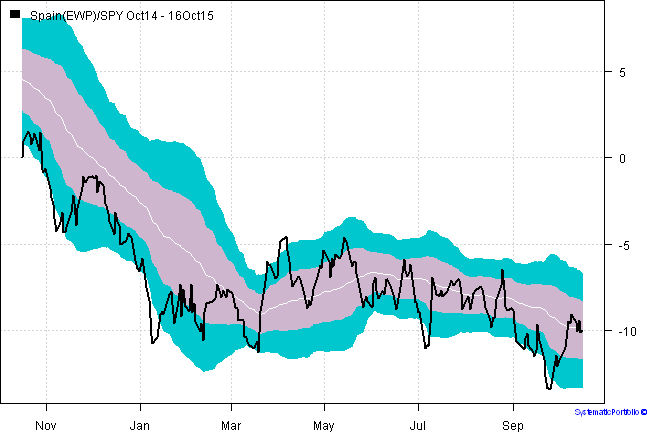 Spain(EWP)/SPY Oct14 - 16Oct15
5
0
-5
-10
Nov Jan Mar May Jul Sep
SystematicPortfolio ©